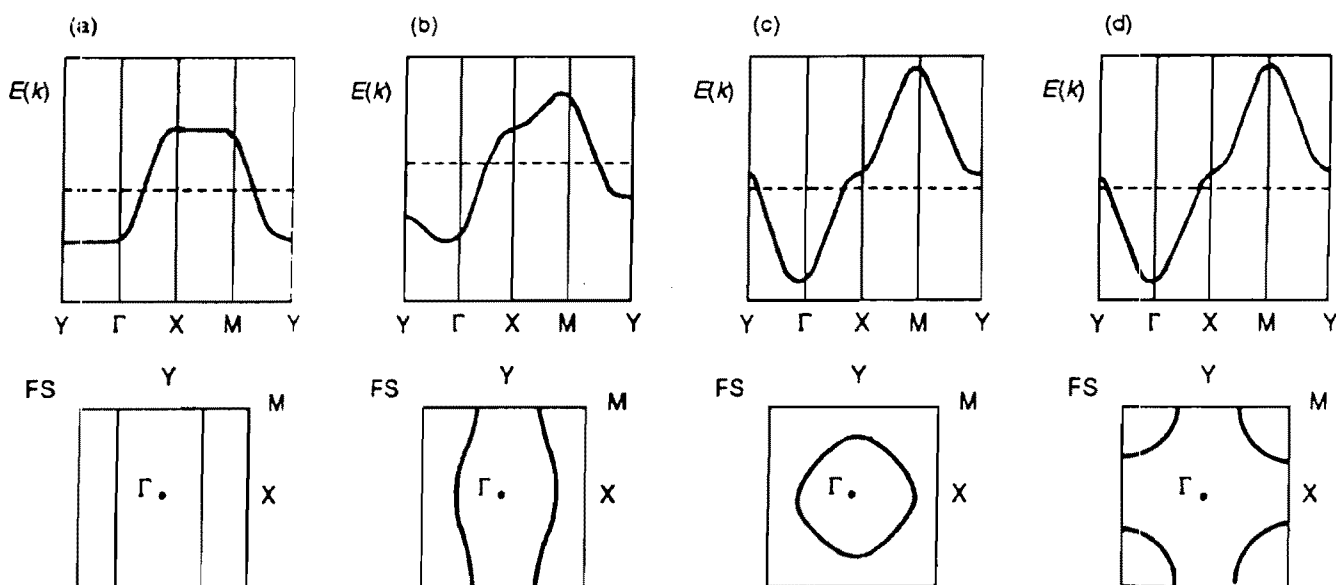 (a) (b) (c) (d)
E(k) E(k) E(k) E(k)
Y Γ X M Y Y Γ X M Y Y Γ X M Y Y Γ X M Y
FS Y M FS Y M FS Y M FS Y M
Γ X Γ X Γ X Γ X